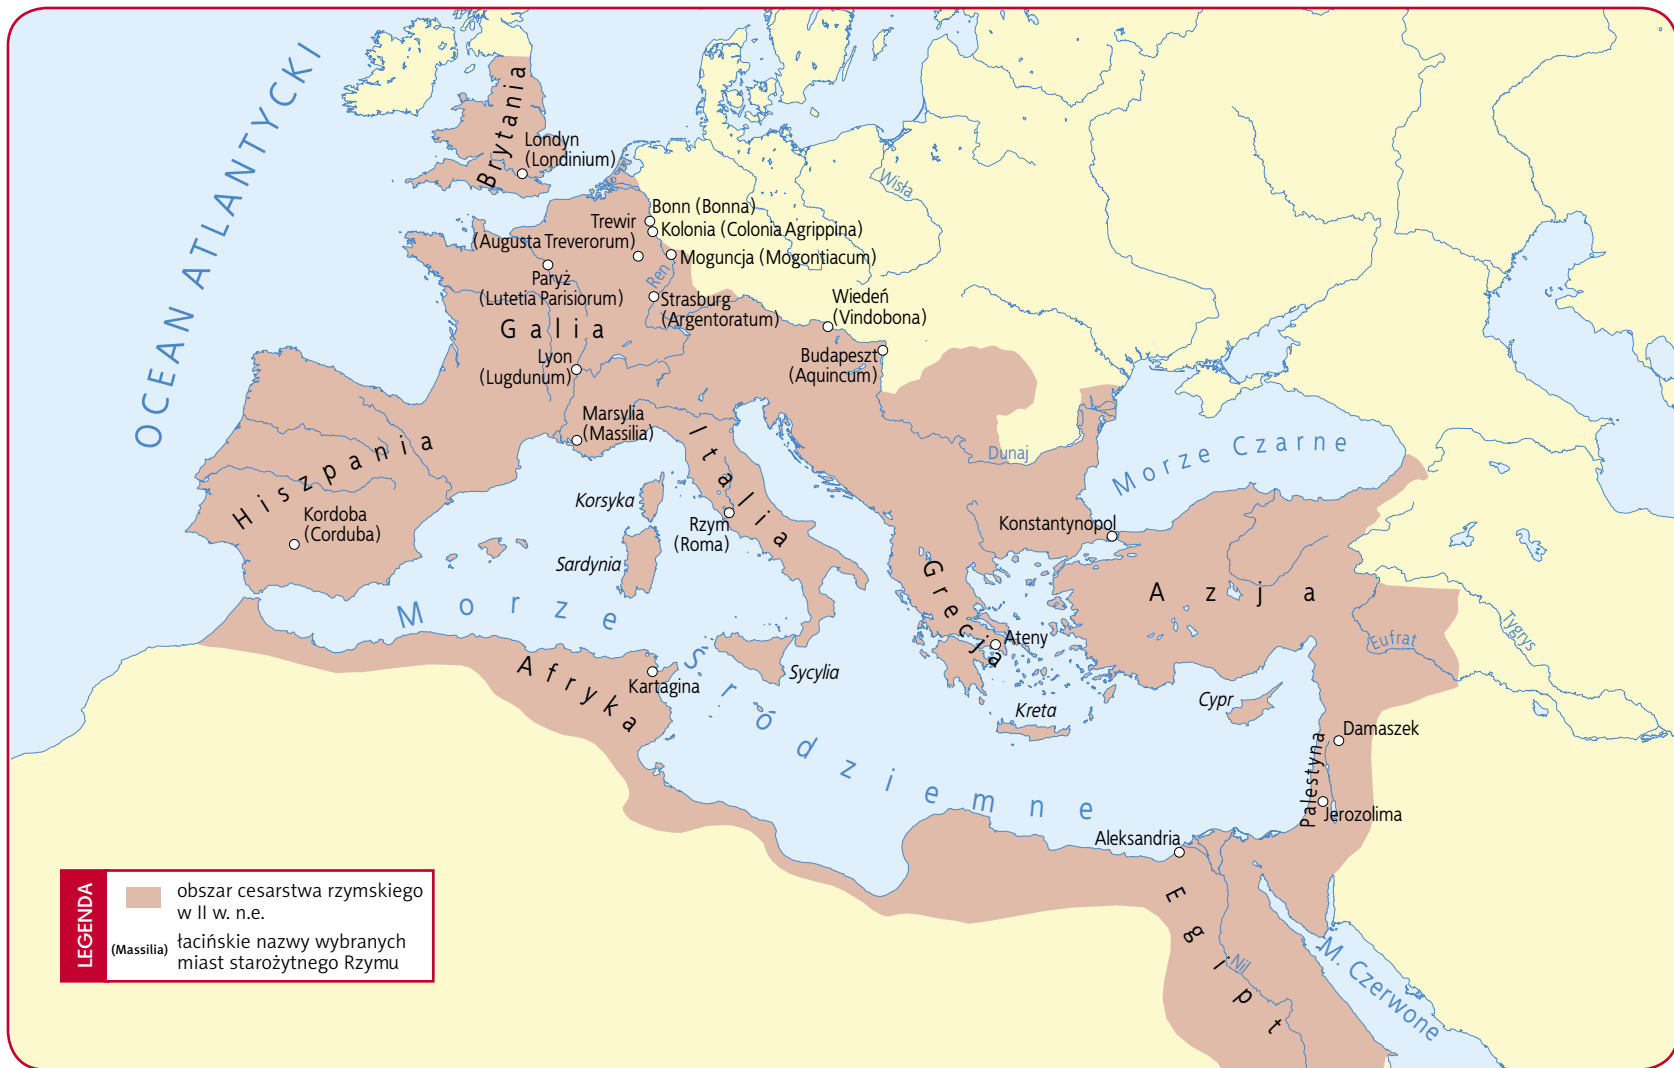 OCEAN ATLANTYCKI
Brytania
Londyn
(Londinium)
Wisła
Bonn (Bonna)
Trewir
(Augusta Treverorum)
Kolonia (Colonia Agrippina)
Moguncja (Mogontiacum)
Paryż
(Lutetia Parisiorum)
Ren
Strasburg
(Argentoratum)
Wiedeń
(Vindobona)
Galia
Lyon
(Lugdunum)
Budapeszt
(Aquincum)
Marsylia
(Massilia)
Italia
Hiszpania
Dunaj
Morze Czarne
Korsyka
Kordoba
(Corduba)
Rzym
(Roma)
Konstantynopol
Sardynia
Grecja
Azja
Morze Śródziemne
Ateny
Eufrat
Tygrys
Afryka
Kartagina
Sycylia
Kreta
Cypr
Damaszek
Palestyna
Jerozolima
Aleksandria
Egipt
Nil
M. Czerwone
LEGENDA
obszar cesarstwa rzymskiego
w II w. n.e.
(Massilia) łacińskie nazwy wybranych
miast starożytnego Rzymu